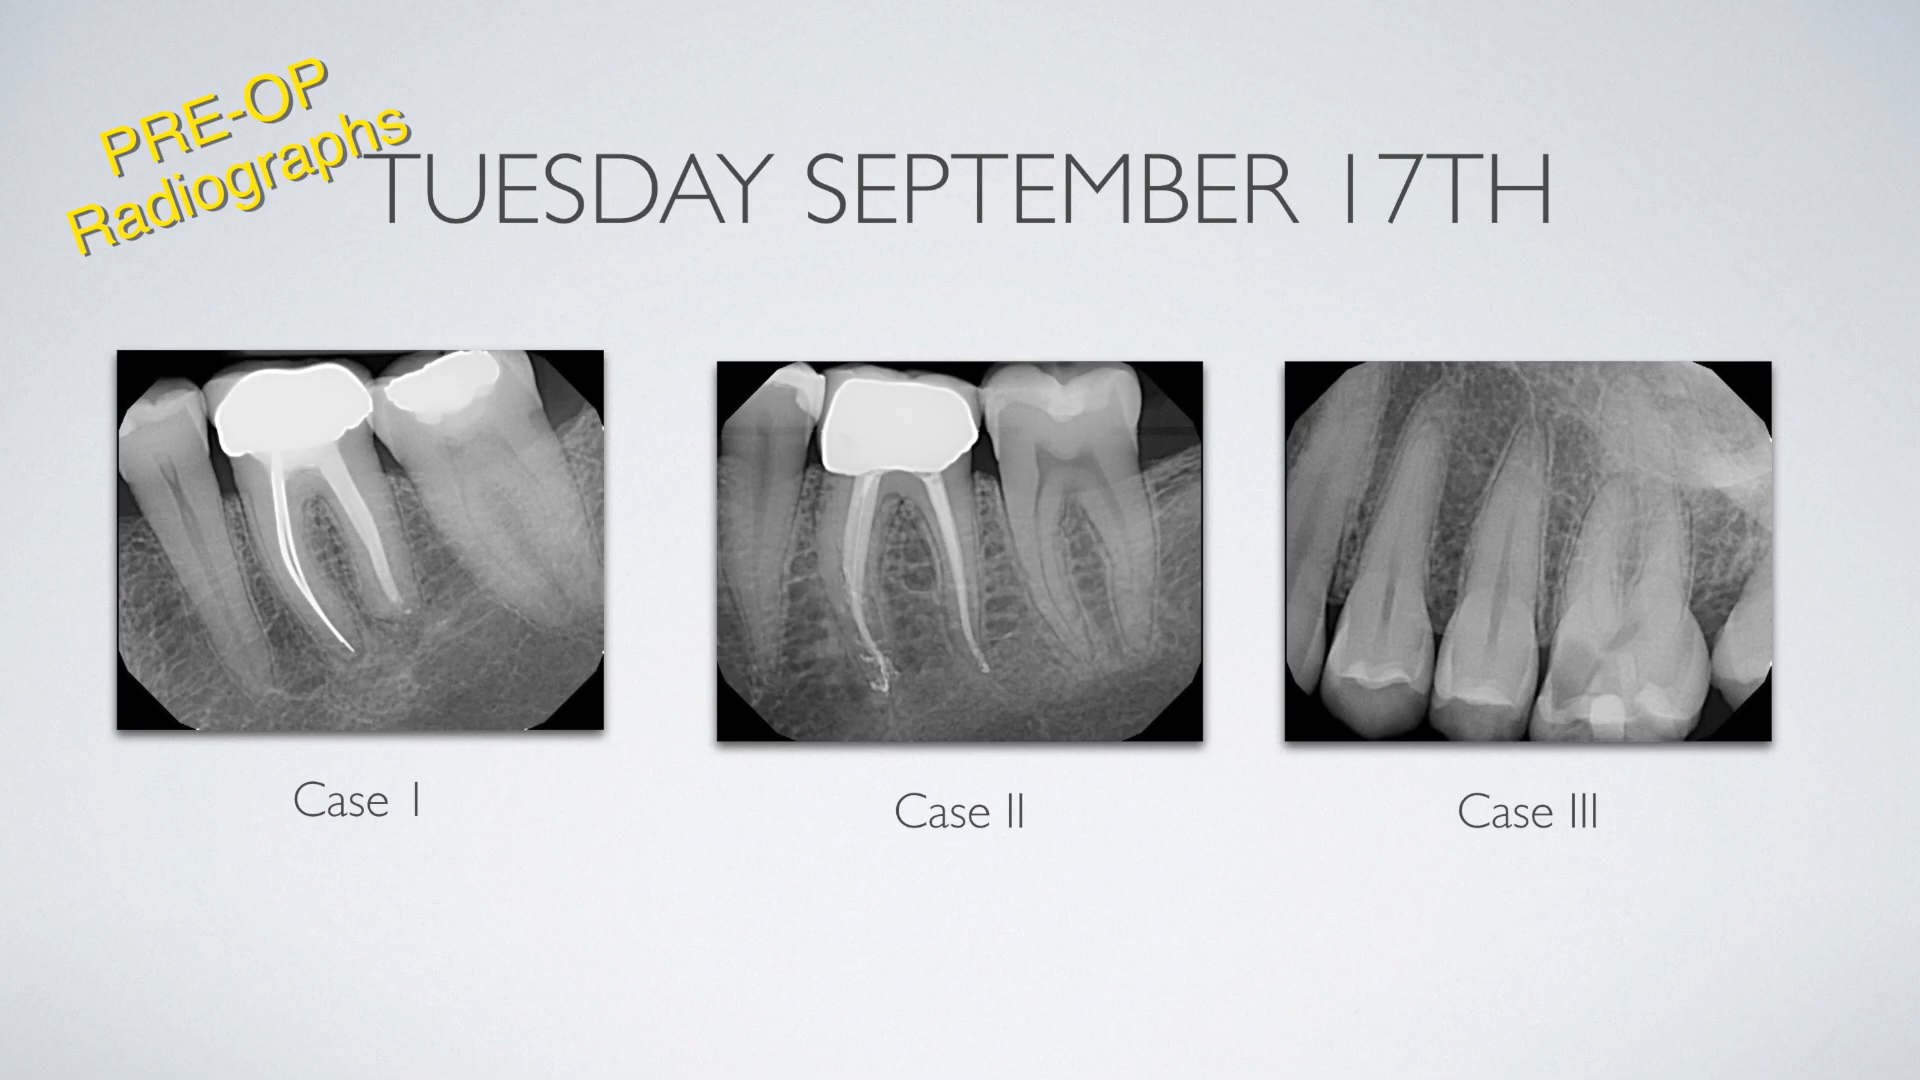 PRE-OP
Radiographs
TUESDAY SEPTEMBER 17TH
Case I
Case II
Case III